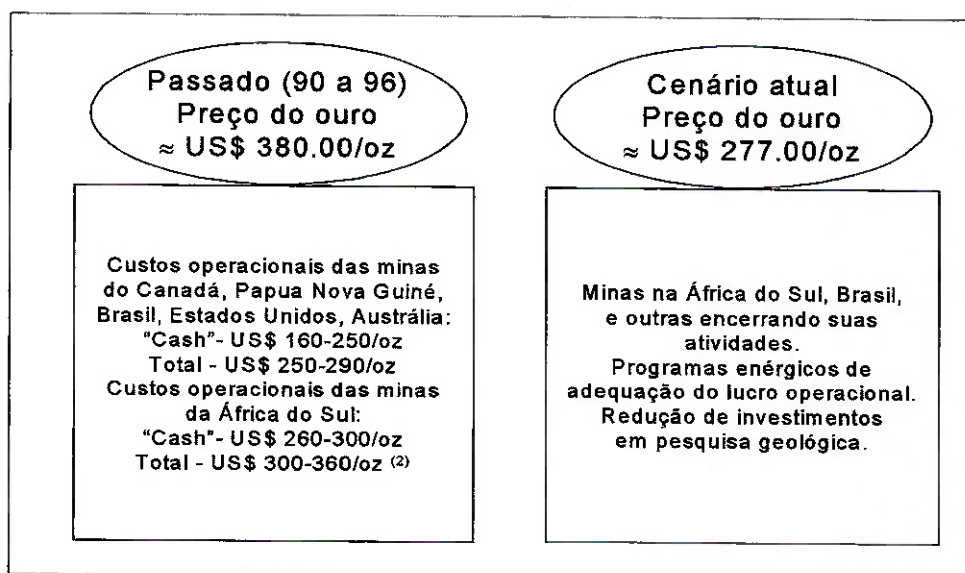 Passado (90 a 96)
Preço do ouro
≈ US$ 380.00/oz
Custos operacionais das minas
do Canadá, Papua Nova Guiné,
Brasil, Estados Unidos, Austrália:
"Cash"- US$ 160-250/oz
Total - US$ 250-290/oz
Custos operacionais das minas
da África do Sul:
"Cash"- US$ 260-300/oz
Total - US$ 300-360/oz (2)
Cenário atual
Preço do ouro
≈ US$ 277.00/oz
Minas na África do Sul, Brasil,
e outras encerrando suas
atividades.
Programas enérgicos de
adequação do lucro operacional.
Redução de investimentos
em pesquisa geológica.